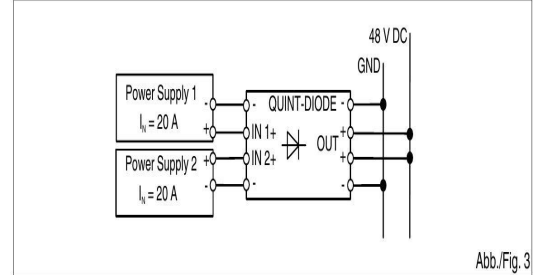 48 V DC
GND
Power Supply 1
I_N = 20 A
-
+
- QUINT-DIODE -
IN 1+
OUT
+
IN 2+
+
-
-
Power Supply 2
I_N = 20 A
+
-
Abb./Fig. 3